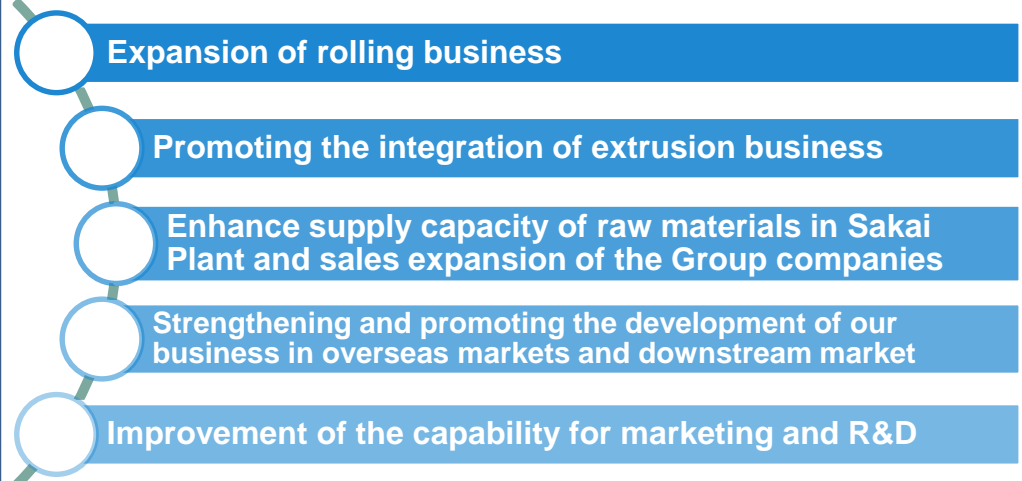 Expansion of rolling business
Promoting the integration of extrusion business
Enhance supply capacity of raw materials in Sakai
Plant and sales expansion of the Group companies
Strengthening and promoting the development of our
business in overseas markets and downstream market
Improvement of the capability for marketing and R&D